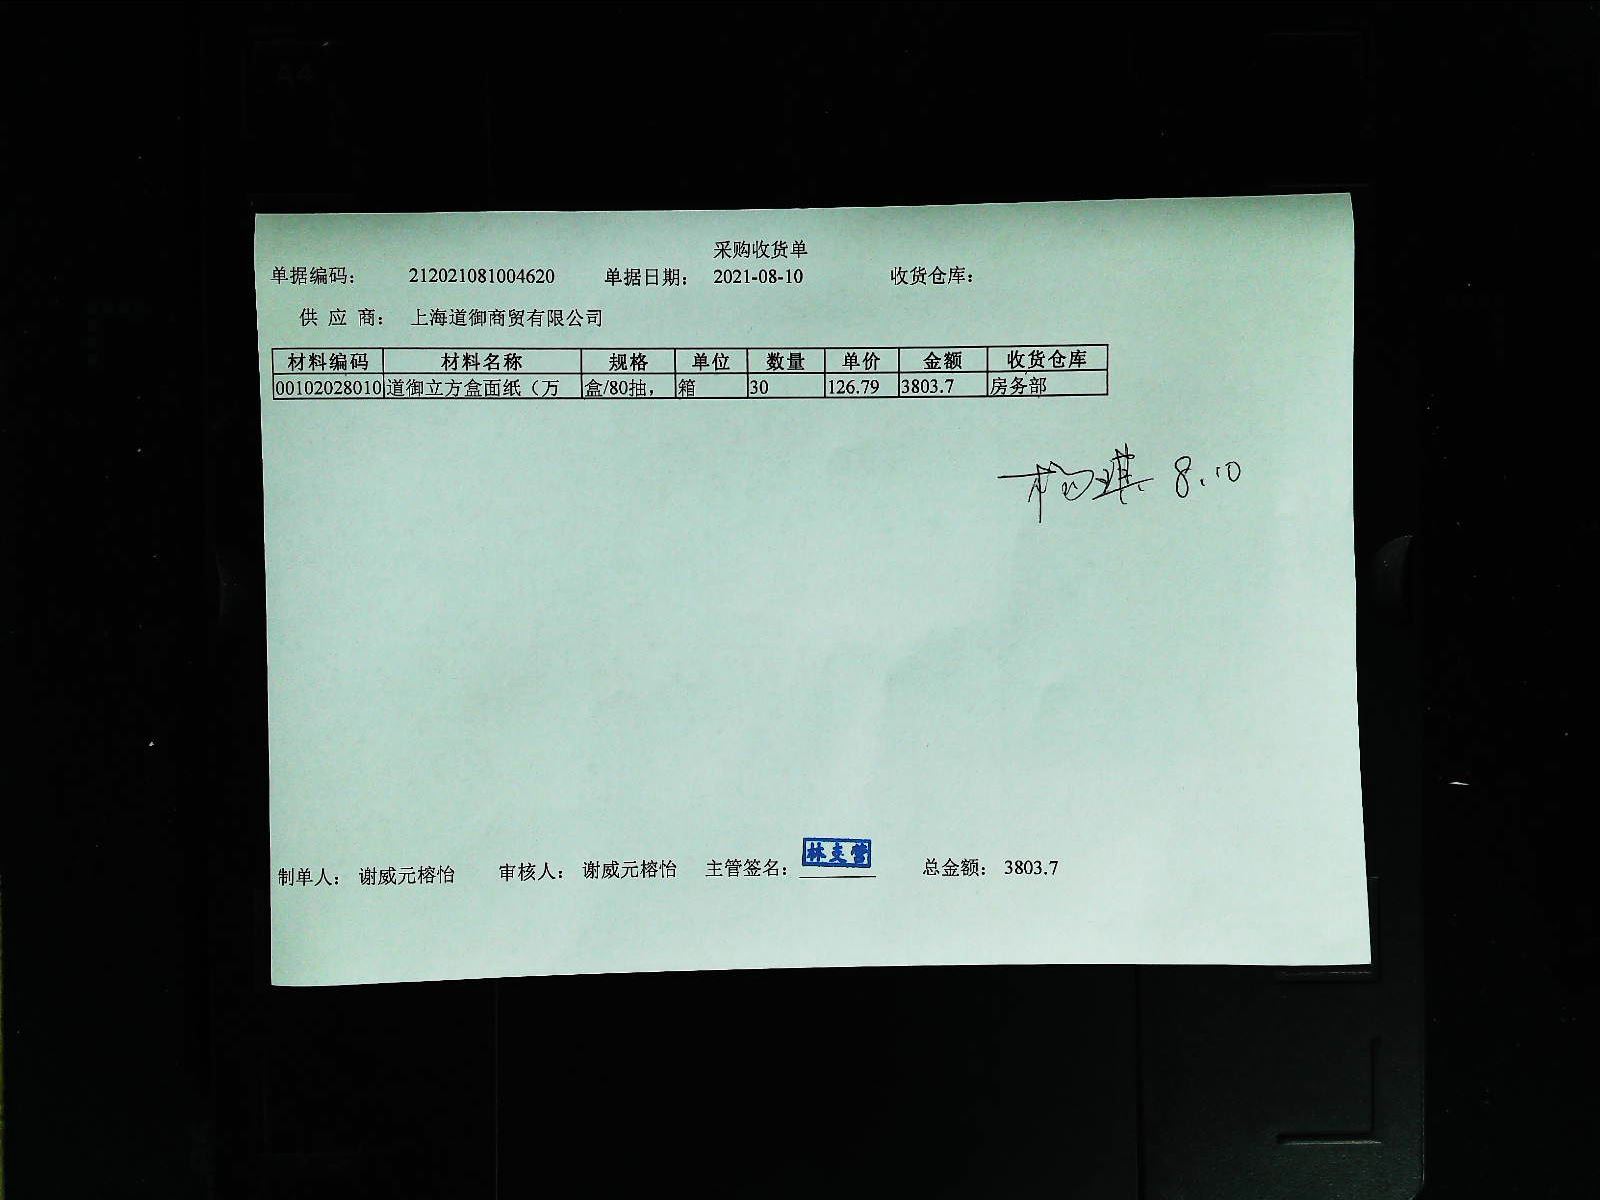 采购收货单
单据编码： 212021081004620 单据日期： 2021-08-10 收货仓库：
供 应 商： 上海道御商贸有限公司
材料编码 材料名称 规格 单位 数量 单价 金额 收货仓库
00102028010 道御立方盒面纸（万 盒/80抽， 箱 30 126.79 3803.7 房务部
杨琪 8.10
制单人： 谢威元榕怡 审核人： 谢威元榕怡 主管签名： 总金额： 3803.7